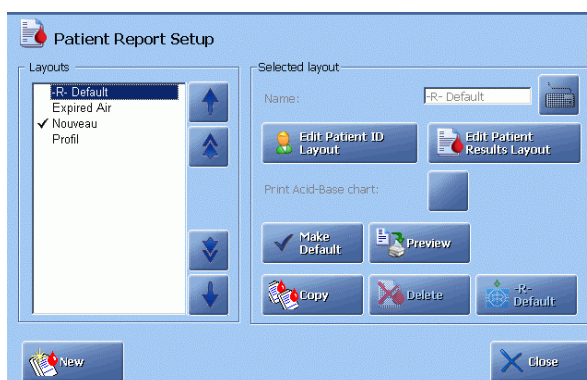 Patient Report Setup
Layouts
-R- Default
Expired Air
Nouveau
Profil
New
Selected layout
Name:
-R- Default
Edit Patient ID
Layout
Edit Patient
Results Layout
Print Acid-Base chart:
Make
Default
Preview
Copy
Delete
-R-
Default
Close